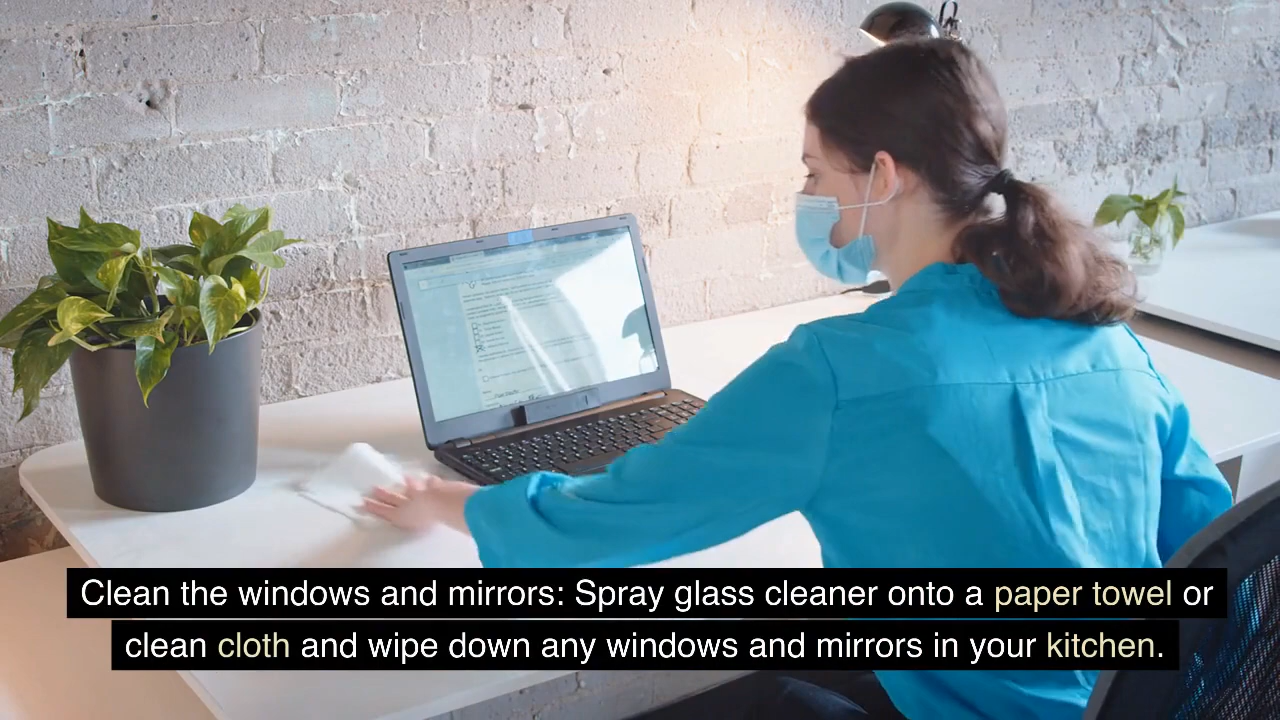 Clean the windows and mirrors: Spray glass cleaner onto a paper towel or
clean cloth and wipe down any windows and mirrors in your kitchen.